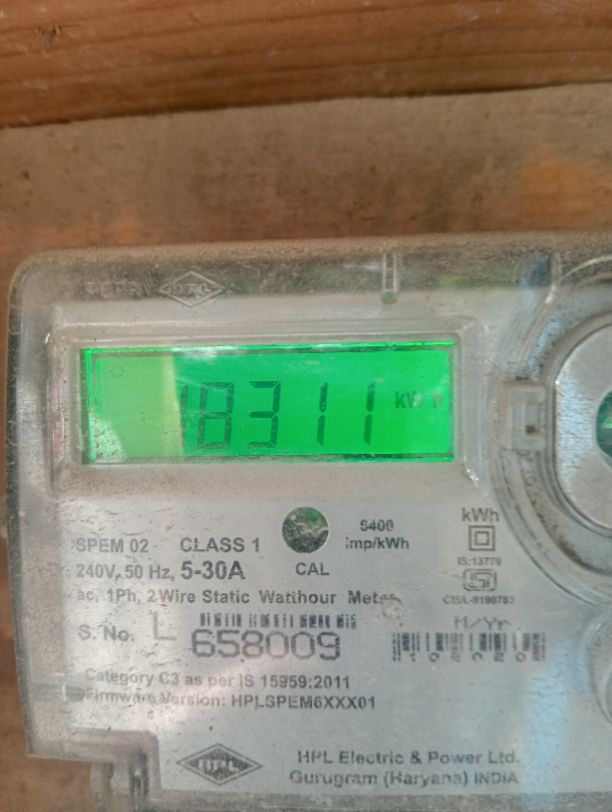 HPL
18311 kWh
SPEM 02 CLASS 1
6400
imp/kWh
kWh
240V, 50 Hz, 5-30A
CAL
IS:13779
ac, 1Ph, 2 Wire Static Watthour Meter
S. No. L 658009
M/Yr
Category C3 as per IS 15959:2011
Firmware Version: HPLSPEM6XXX01
HPL
HPL Electric & Power Ltd.
Gurugram (Haryana) INDIA